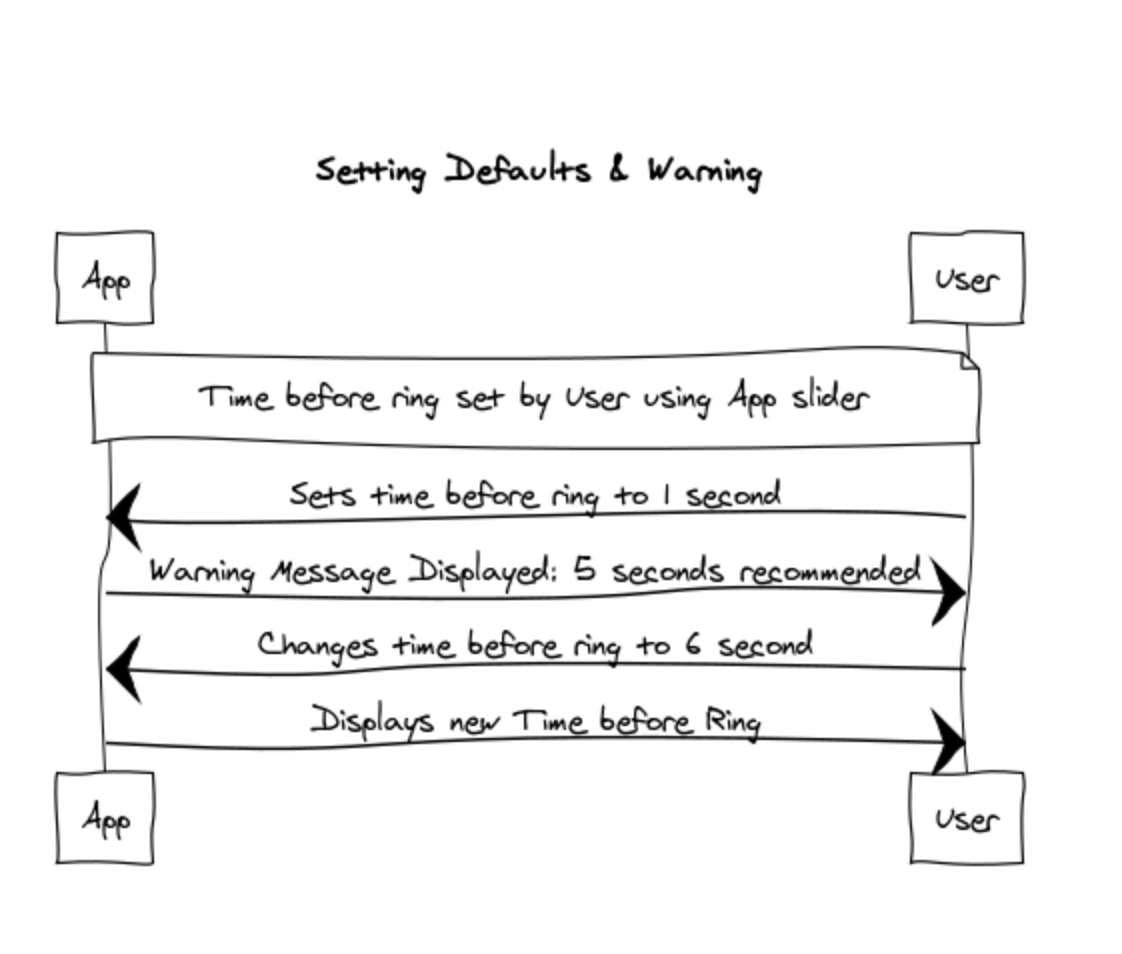 Setting Defaults & Warning
App
User
Time before ring set by User using App slider
Sets time before ring to 1 second
Warning Message Displayed: 5 seconds recommended
Changes time before ring to 6 second
Displays new Time before Ring
App
User